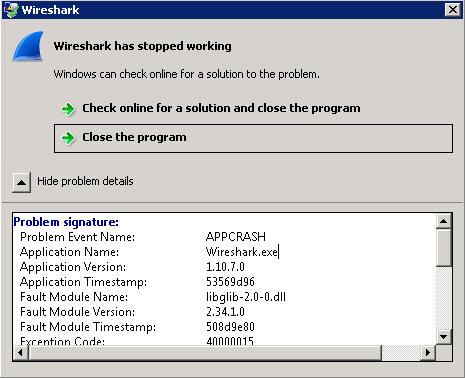 Wireshark
Wireshark has stopped working
Windows can check online for a solution to the problem.
Check online for a solution and close the program
Close the program
Hide problem details
Problem signature:
Problem Event Name: APPCRASH
Application Name: Wireshark.exe
Application Version: 1.10.7.0
Application Timestamp: 53569d96
Fault Module Name: libglib-2.0-0.dll
Fault Module Version: 2.34.1.0
Fault Module Timestamp: 508d9e80
Exception Code: 40000015